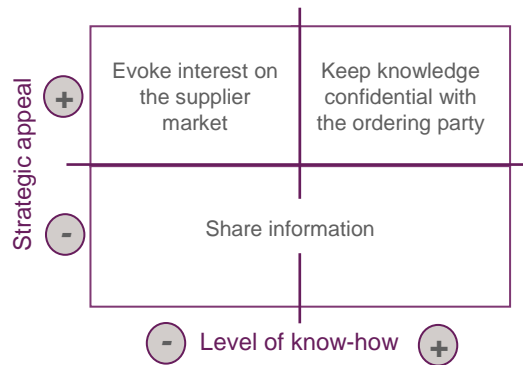 Evoke interest on
the supplier
market
Keep knowledge
confidential with
the ordering party
Strategic appeal
+
-
Share information
- Level of know-how +